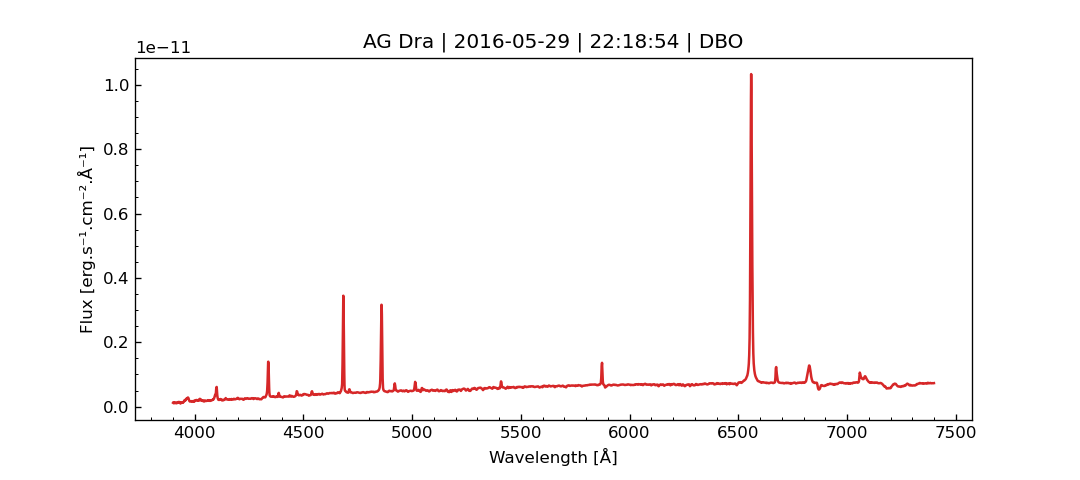 AG Dra | 2016-05-29 | 22:18:54 | DBO
1e−11
1.0
0.8
0.6
0.4
0.2
0.0
Flux [erg.s⁻¹.cm⁻².Å⁻¹]
4000 4500 5000 5500 6000 6500 7000 7500
Wavelength [Å]